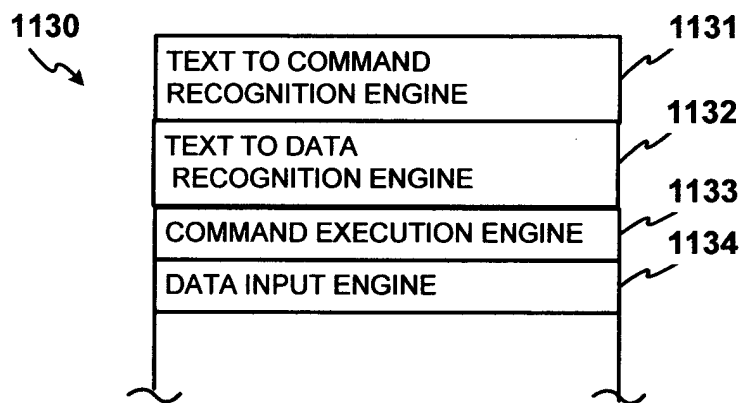 1130
1131
TEXT TO COMMAND
RECOGNITION ENGINE
1132
TEXT TO DATA
RECOGNITION ENGINE
1133
COMMAND EXECUTION ENGINE
1134
DATA INPUT ENGINE